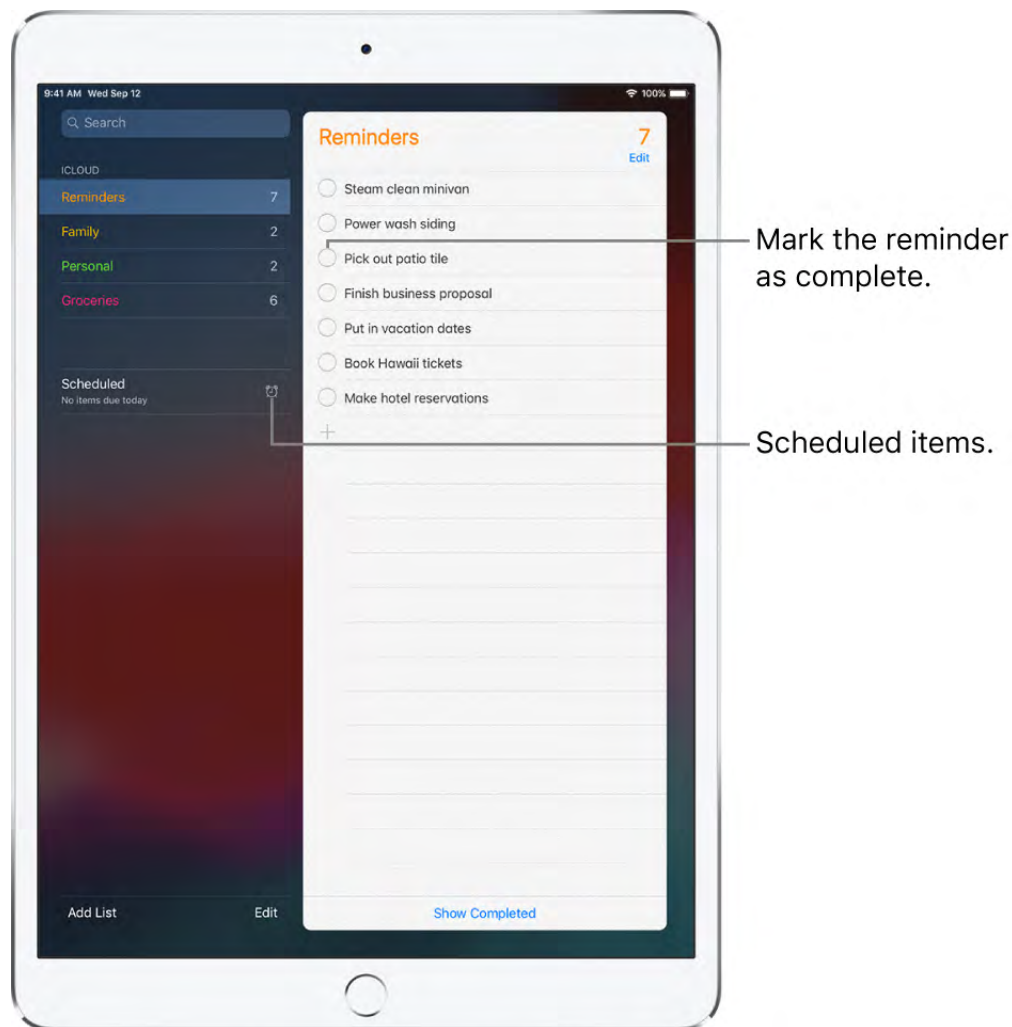 9:41 AM Wed Sep 12
100%
Search
ICLOUD
Reminders 7
Family 2
Personal 2
Groceries 6
Scheduled
No items due today
Add List Edit
Reminders 7
Edit
Steam clean minivan
Power wash siding
Pick out patio tile
Finish business proposal
Put in vacation dates
Book Hawaii tickets
Make hotel reservations
Show Completed
Mark the reminder
as complete.
Scheduled items.